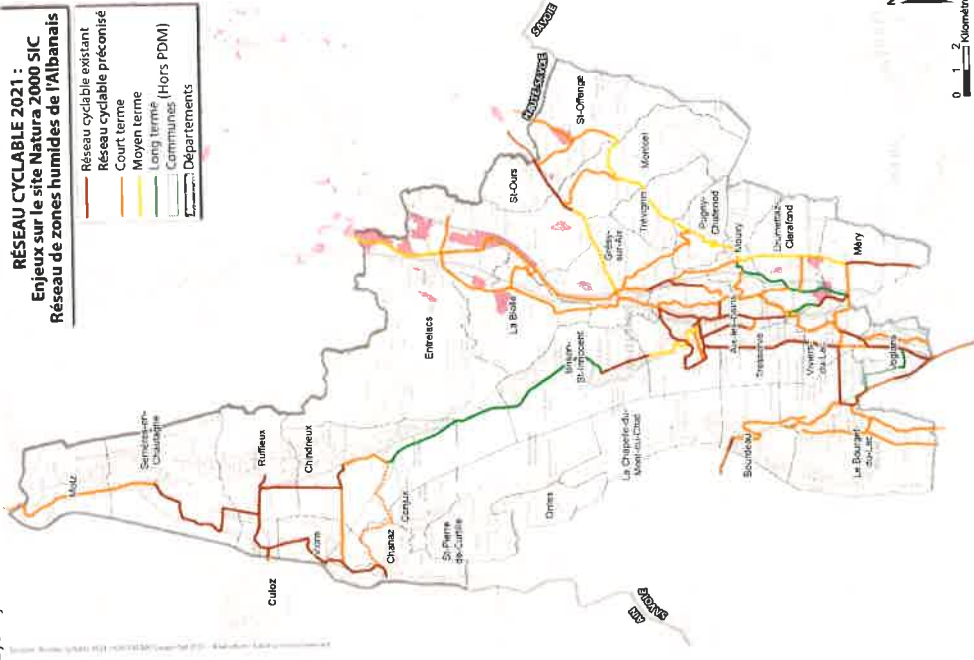 RÉSEAU CYCLABLE 2021 :
Enjeux sur le site Natura 2000 SIC
Réseau de zones humides de l'Albanais
Réseau cyclable existant
Réseau cyclable préconisé
Court terme
Moyen terme
Long terme
Communes (Hors PDM)
Départements
Motz
Serrières-en-
Chautagne
Ruffieux
Chindrieux
Culoz
Vions
Chanaz
Conjux
St-Pierre
de-Curtille
Ontex
La Chapelle-du-
Mont-du-Chat
Entrelacs
La Biolle
Brison-
St-Innocent
St-Ours
St-Offenge
HAUTE-SAVOIE
SAVOIE
Montcel
Trévignin
Grésy-
sur-Aix
Pugny-
Chatenod
Mouxy
Drumettaz-
Clarafond
Méry
Aix-les-Bains
Tresserve
Viviers-
du-Lac
Voglans
Bourdeau
Le Bourget-
du-Lac
AIN
SAVOIE
N
0 1 2